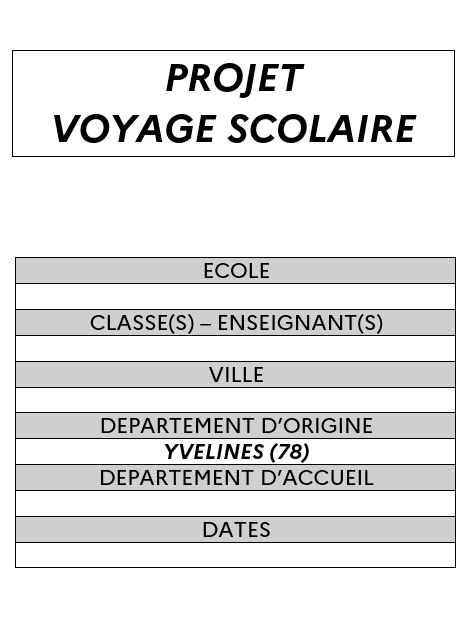 PROJET
VOYAGE SCOLAIRE
ECOLE
CLASSE(S) – ENSEIGNANT(S)
VILLE
DEPARTEMENT D’ORIGINE
YVELINES (78)
DEPARTEMENT D’ACCUEIL
DATES